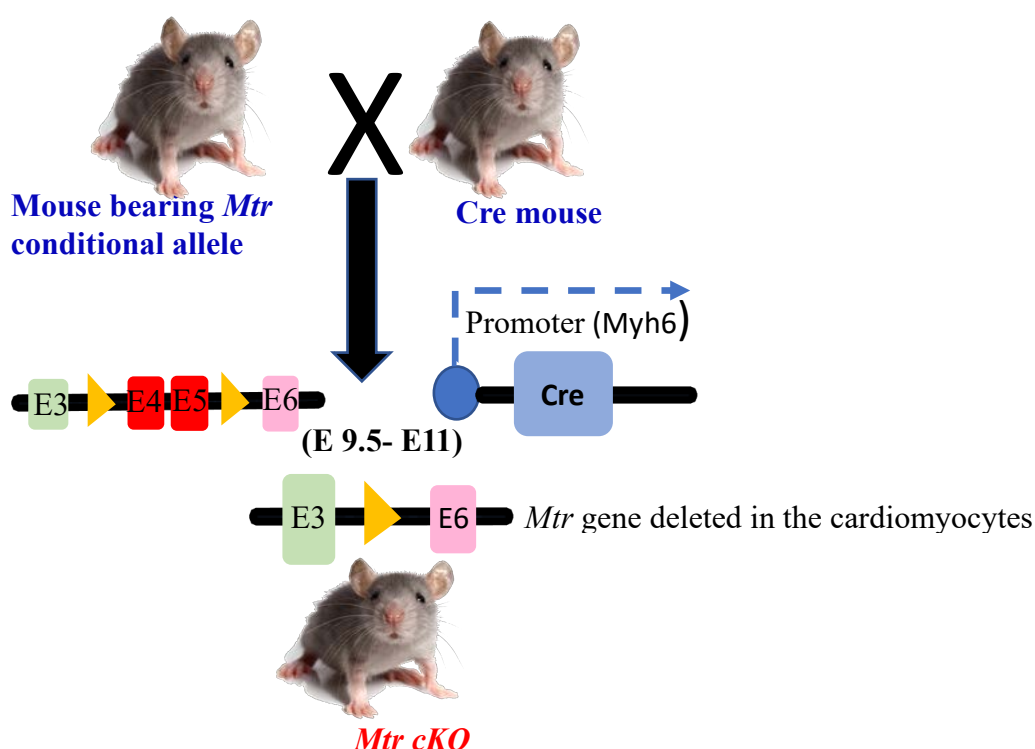 X
Mouse bearing Mtr
conditional allele
Cre mouse
Promoter (Myh6)
E3 E4 E5 E6
Cre
(E 9.5- E11)
E3 E6
Mtr gene deleted in the cardiomyocytes
Mtr cKO